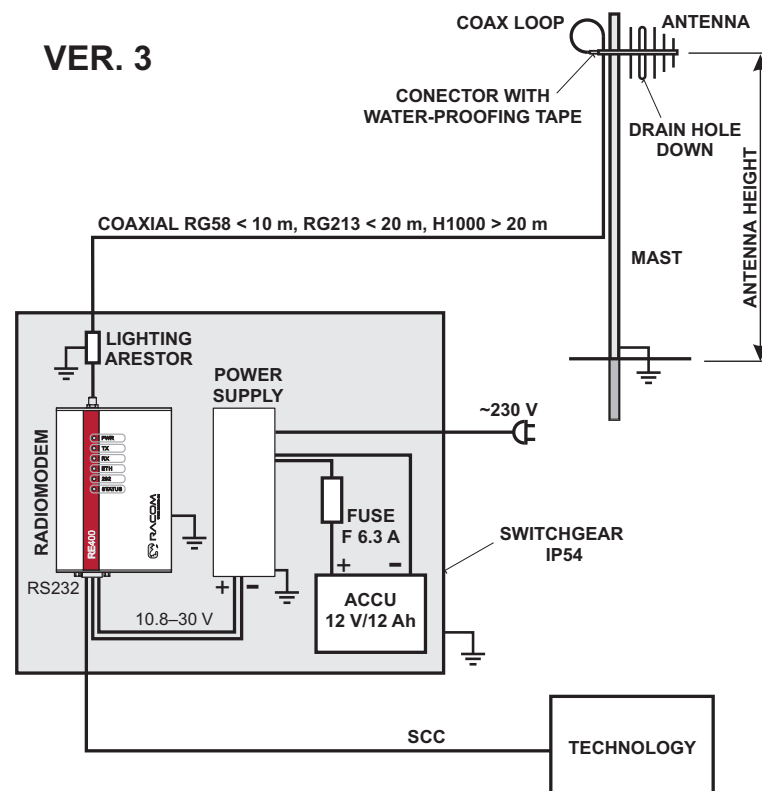 VER. 3
COAX LOOP
ANTENNA
CONECTOR WITH
WATER-PROOFING TAPE
DRAIN HOLE
DOWN
ANTENNA HEIGHT
COAXIAL RG58 < 10 m, RG213 < 20 m, H1000 > 20 m
MAST
LIGHTING
ARESTOR
POWER
SUPPLY
~230 V
RADIOMODEM
PWR
TX
RX
ETH
232
STATUS
RE400
RACOM
FUSE
F 6.3 A
SWITCHGEAR
IP54
+
−
RS232
+
−
10.8–30 V
ACCU
12 V/12 Ah
SCC
TECHNOLOGY